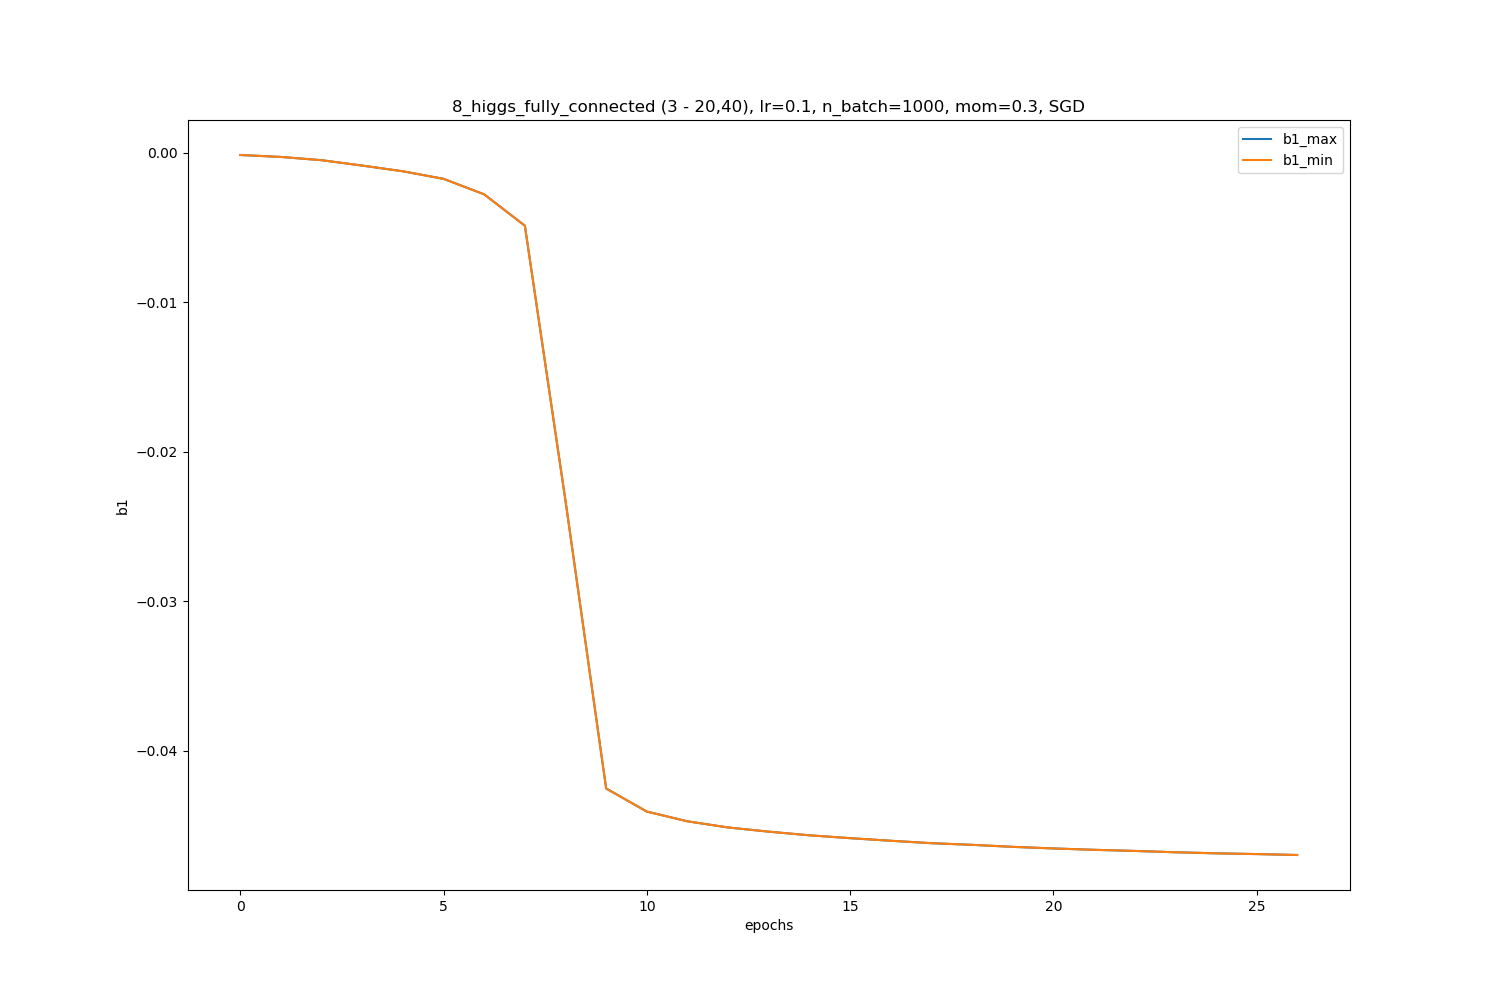 8_higgs_fully_connected (3 - 20,40), lr=0.1, n_batch=1000, mom=0.3, SGD
b1_max
b1_min
0.00
−0.01
−0.02
−0.03
−0.04
b1
0 5 10 15 20 25
epochs